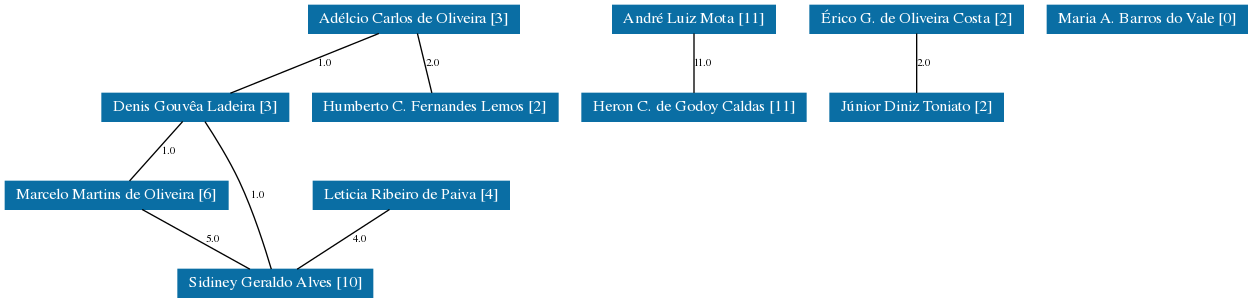 Adélcio Carlos de Oliveira [3]
André Luiz Mota [11]
Érico G. de Oliveira Costa [2]
Maria A. Barros do Vale [0]
1.0
2.0
11.0
2.0
Denis Gouvêa Ladeira [3]
Humberto C. Fernandes Lemos [2]
Heron C. de Godoy Caldas [11]
Júnior Diniz Toniato [2]
1.0
1.0
Marcelo Martins de Oliveira [6]
Leticia Ribeiro de Paiva [4]
5.0
4.0
Sidiney Geraldo Alves [10]